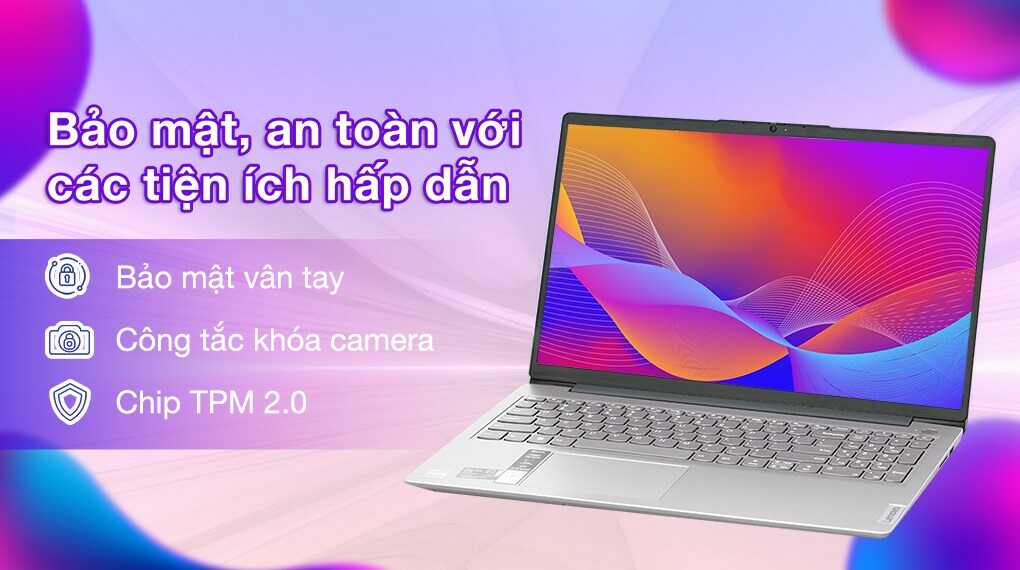 Bảo mật, an toàn với
các tiện ích hấp dẫn
Bảo mật vân tay
Công tắc khóa camera
Chip TPM 2.0
Lenovo